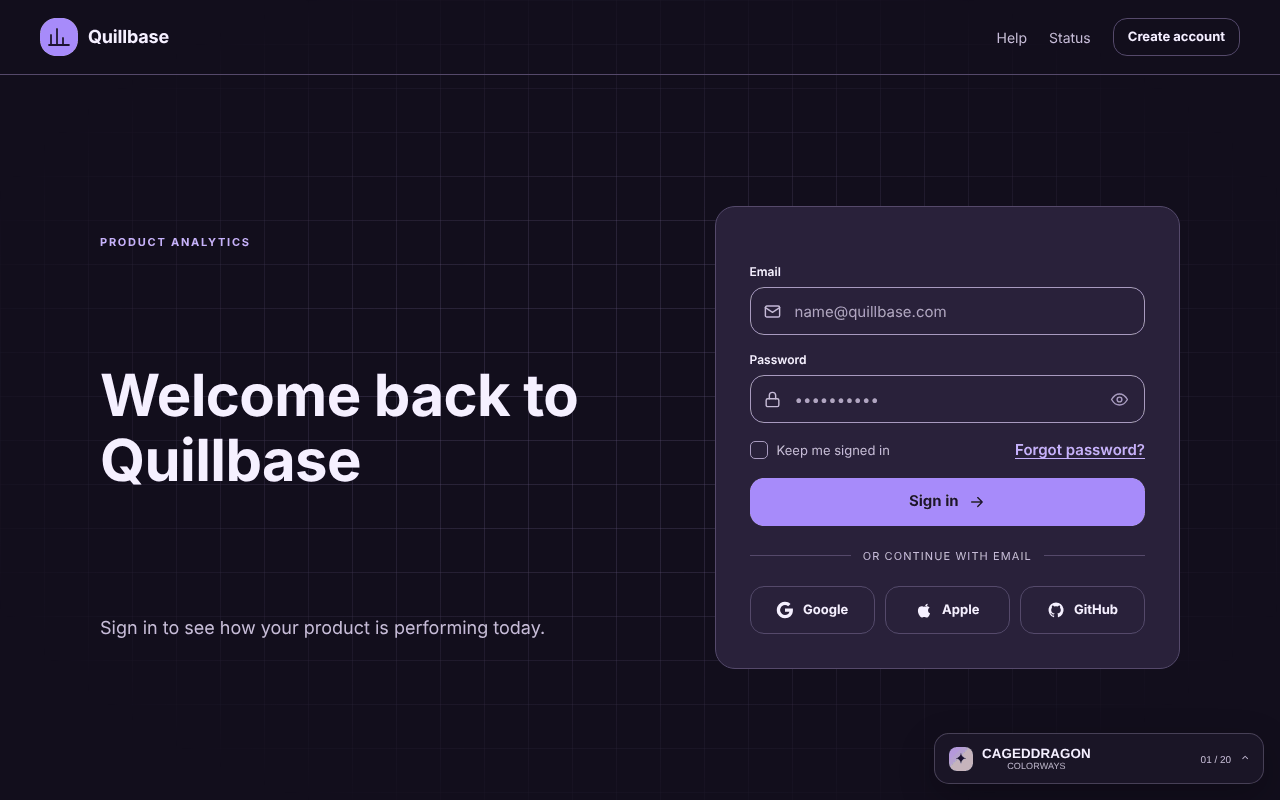 Quillbase
Help
Status
Create account
PRODUCT ANALYTICS
Welcome back to
Quillbase
Sign in to see how your product is performing today.
Email
name@quillbase.com
Password
••••••••••
Keep me signed in
Forgot password?
Sign in →
OR CONTINUE WITH EMAIL
Google
Apple
GitHub
CAGEDDRAGON
COLORWAYS
01 / 20